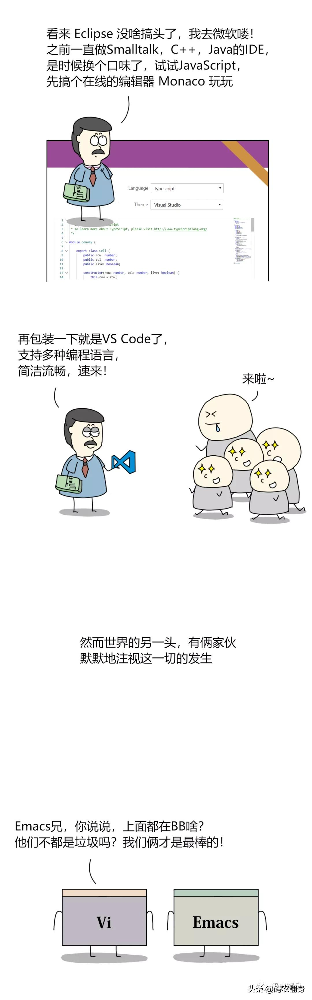 看来 Eclipse 没啥搞头了，我去微软喽！
之前一直做Smalltalk，C++，Java的IDE，
是时候换个口味了，试试JavaScript，
先搞个在线的编辑器 Monaco 玩玩
Language typescript
Theme Visual Studio
1
2 cript
3 * To learn more about TypeScript, please visit http://www.typescriptlang.org/
4 */
5
6 module Conway {
7
8 export class Cell {
9 public row: number;
10 public col: number;
11 public live: boolean;
12
13 constructor(row: number, col: number, live: boolean) {
14 this.row = row;
再包装一下就是VS Code了，
支持多种编程语言，
简洁流畅，速来！
来啦~
然而世界的另一头，有俩家伙
默默地注视这一切的发生
Emacs兄，你说说，上面都在BB啥？
他们不都是垃圾吗？我们俩才是最棒的！
Vi
Emacs
头条 @码农翻身